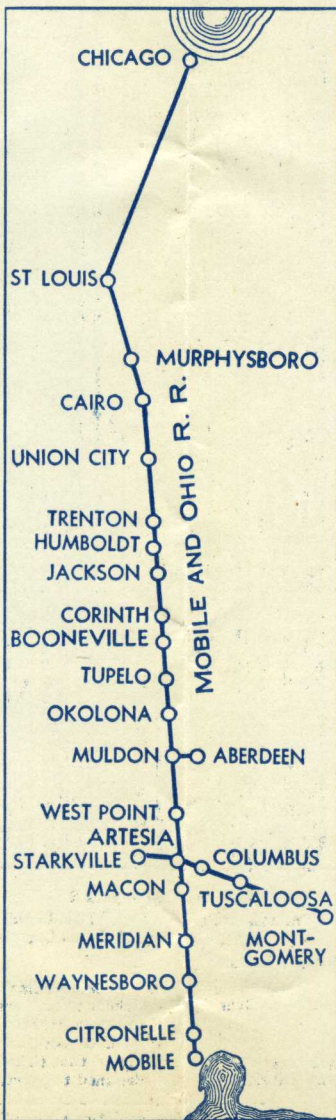 CHICAGO
ST LOUIS
MURPHYSBORO
CAIRO
UNION CITY
MOBILE AND OHIO R. R.
TRENTON
HUMBOLDT
JACKSON
CORINTH
BOONEVILLE
TUPELO
OKOLONA
MULDON
ABERDEEN
WEST POINT
ARTESIA
STARKVILLE
COLUMBUS
MACON
TUSCALOOSA
MONT-
GOMERY
MERIDIAN
WAYNESBORO
CITRONELLE
MOBILE